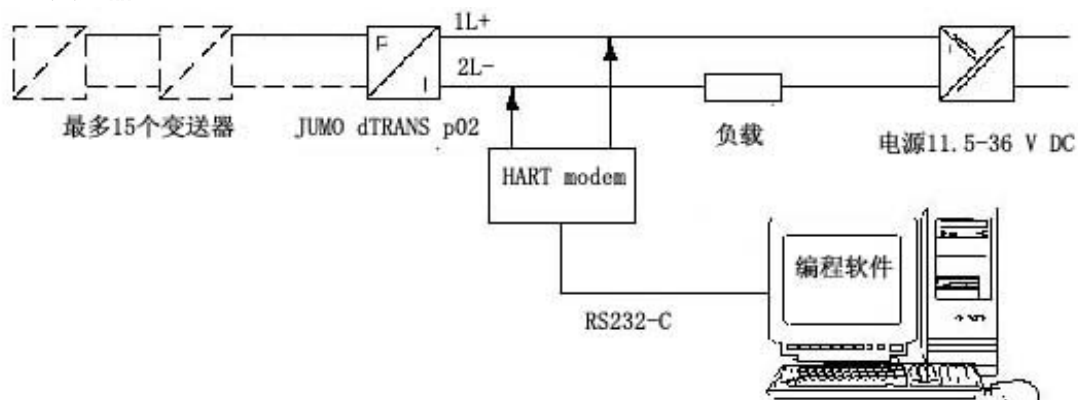 1L+
P
2L-
I
最多15个变送器
JUMO dTRANS p02
负载
电源11.5-36 V DC
HART modem
编程软件
RS232-C